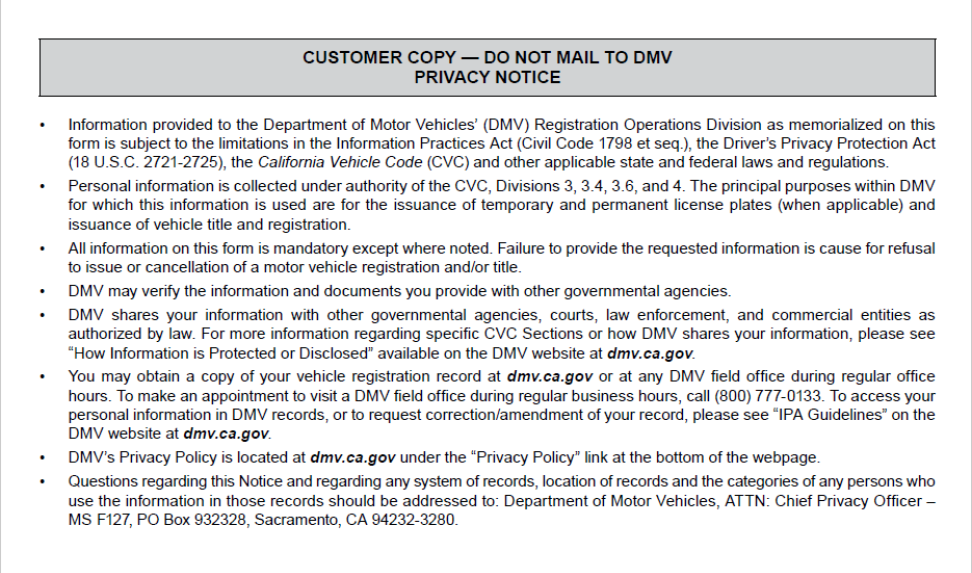 CUSTOMER COPY — DO NOT MAIL TO DMV
PRIVACY NOTICE
• Information provided to the Department of Motor Vehicles’ (DMV) Registration Operations Division as memorialized on this
form is subject to the limitations in the Information Practices Act (Civil Code 1798 et seq.), the Driver’s Privacy Protection Act
(18 U.S.C. 2721-2725), the California Vehicle Code (CVC) and other applicable state and federal laws and regulations.
• Personal information is collected under authority of the CVC, Divisions 3, 3.4, 3.6, and 4. The principal purposes within DMV
for which this information is used are for the issuance of temporary and permanent license plates (when applicable) and
issuance of vehicle title and registration.
• All information on this form is mandatory except where noted. Failure to provide the requested information is cause for refusal
to issue or cancellation of a motor vehicle registration and/or title.
• DMV may verify the information and documents you provide with other governmental agencies.
• DMV shares your information with other governmental agencies, courts, law enforcement, and commercial entities as
authorized by law. For more information regarding specific CVC Sections or how DMV shares your information, please see
“How Information is Protected or Disclosed” available on the DMV website at dmv.ca.gov.
• You may obtain a copy of your vehicle registration record at dmv.ca.gov or at any DMV field office during regular office
hours. To make an appointment to visit a DMV field office during regular business hours, call (800) 777-0133. To access your
personal information in DMV records, or to request correction/amendment of your record, please see “IPA Guidelines” on the
DMV website at dmv.ca.gov.
• DMV’s Privacy Policy is located at dmv.ca.gov under the “Privacy Policy” link at the bottom of the webpage.
• Questions regarding this Notice and regarding any system of records, location of records and the categories of any persons who
use the information in those records should be addressed to: Department of Motor Vehicles, ATTN: Chief Privacy Officer –
MS F127, PO Box 932328, Sacramento, CA 94232-3280.